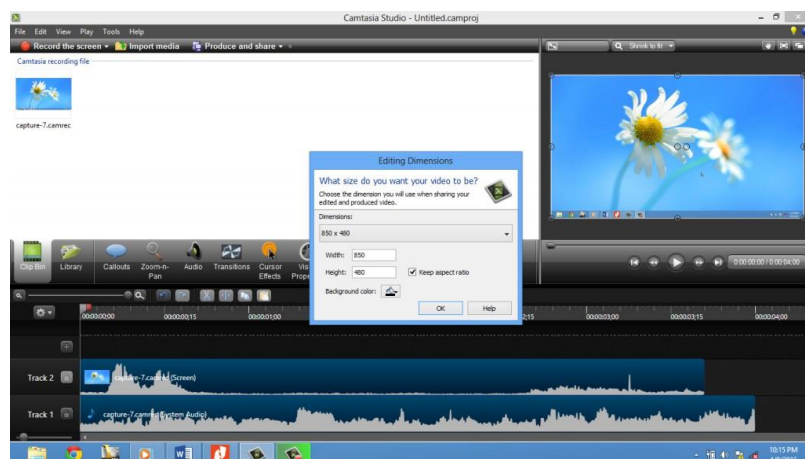 Camtasia Studio - Untitled.camproj
File Edit View Play Tools Help
Record the screen Import media Produce and share
Shrink to fit
Camtasia recording file
capture-7.camrec
Editing Dimensions
What size do you want your video to be?
Choose the dimension you will use when sharing your
edited and produced video.
Dimensions:
850 x 480
Width: 850
Height: 480
Keep aspect ratio
Background color:
OK Help
Clip Bin Library Callouts Zoom-n-Pan Audio Transitions Cursor Effects
0:00:00:00 / 0:00:04:00
00:00:00;00 00:00:00;15 00:00:01;00 2;15 00:00:03;00 00:00:03;15 00:00:04;00
Track 2 capture-7.camrec (Screen)
Track 1 capture-7.camrec (System Audio)
10:15 PM